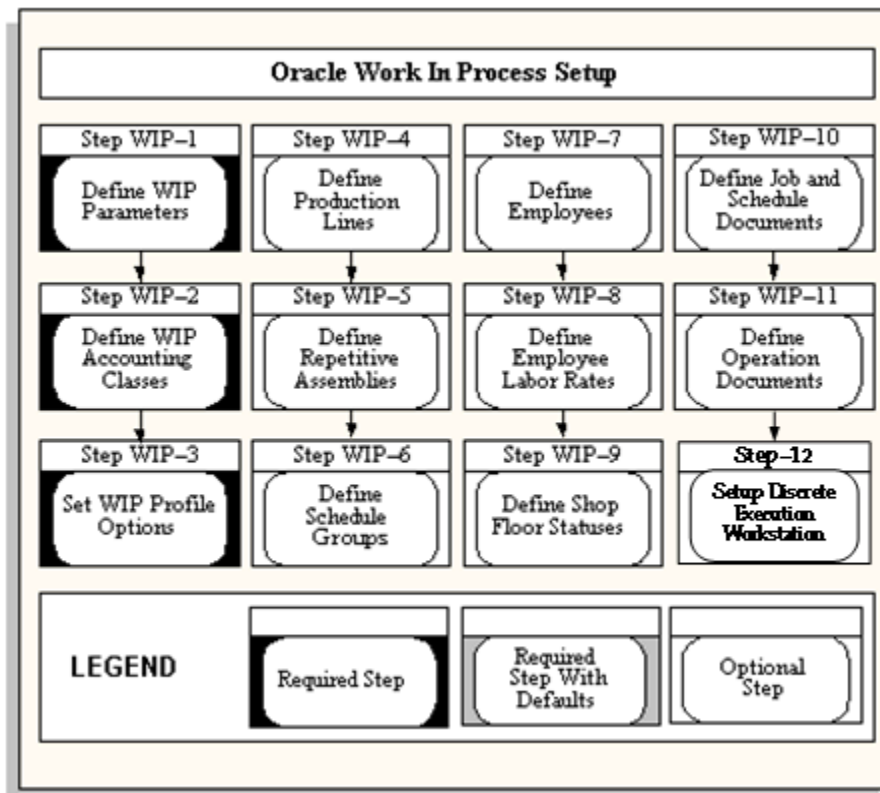 Oracle Work In Process Setup
Step WIP–1
Define WIP
Parameters
Step WIP–2
Define WIP
Accounting
Classes
Step WIP–3
Set WIP Profile
Options
Step WIP–4
Define
Production
Lines
Step WIP–5
Define
Repetitive
Assemblies
Step WIP–6
Define
Schedule
Groups
Step WIP–7
Define
Employees
Step WIP–8
Define
Employee
Labor Rates
Step WIP–9
Define Shop
Floor Statuses
Step WIP–10
Define Job and
Schedule
Documents
Step WIP–11
Define
Operation
Documents
Step–12
Setup Discrete
Execution
Workstation
LEGEND
Required Step
Required
Step With
Defaults
Optional
Step